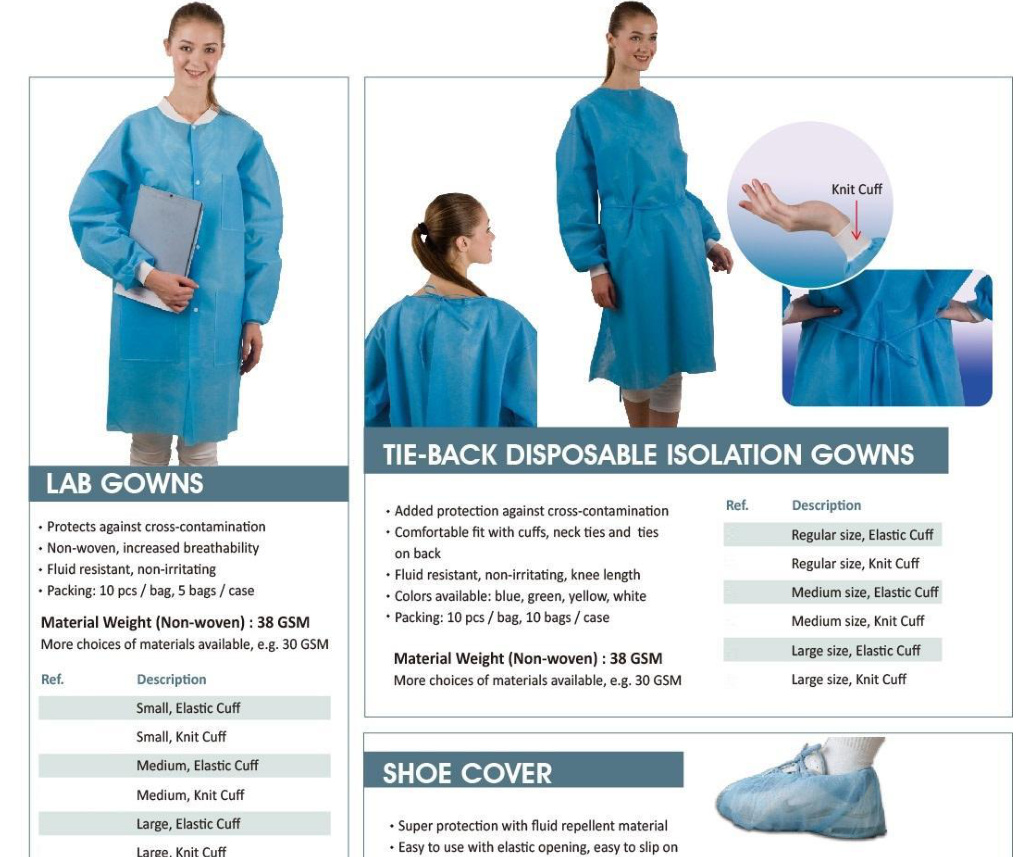 LAB GOWNS
• Protects against cross-contamination
• Non-woven, increased breathability
• Fluid resistant, non-irritating
• Packing: 10 pcs / bag, 5 bags / case
Material Weight (Non-woven) : 38 GSM
More choices of materials available, e.g. 30 GSM
Ref. Description
Small, Elastic Cuff
Small, Knit Cuff
Medium, Elastic Cuff
Medium, Knit Cuff
Large, Elastic Cuff
Large, Knit Cuff
Knit Cuff
TIE-BACK DISPOSABLE ISOLATION GOWNS
• Added protection against cross-contamination
• Comfortable fit with cuffs, neck ties and ties
on back
• Fluid resistant, non-irritating, knee length
• Colors available: blue, green, yellow, white
• Packing: 10 pcs / bag, 10 bags / case
Material Weight (Non-woven) : 38 GSM
More choices of materials available, e.g. 30 GSM
Ref. Description
Regular size, Elastic Cuff
Regular size, Knit Cuff
Medium size, Elastic Cuff
Medium size, Knit Cuff
Large size, Elastic Cuff
Large size, Knit Cuff
SHOE COVER
• Super protection with fluid repellent material
• Easy to use with elastic opening, easy to slip on